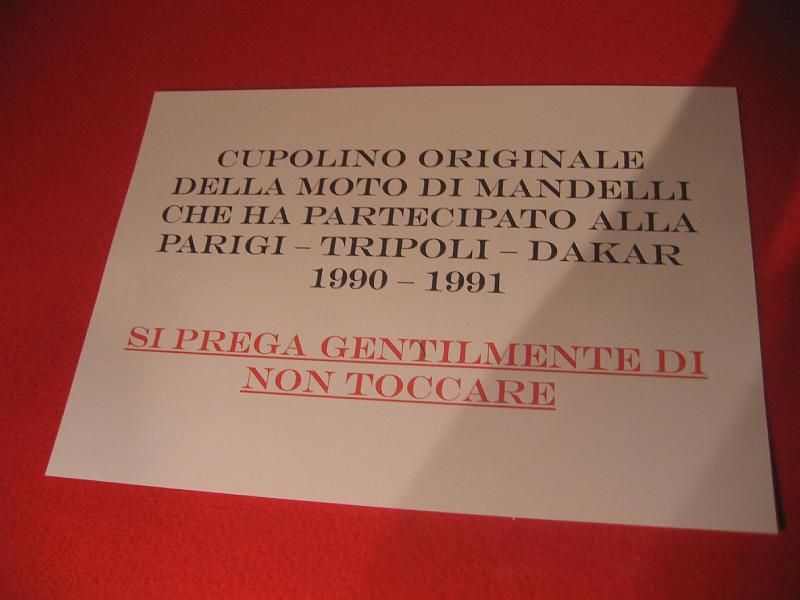 CUPOLINO ORIGINALE
DELLA MOTO DI MANDELLI
CHE HA PARTECIPATO ALLA
PARIGI – TRIPOLI – DAKAR
1990 – 1991
SI PREGA GENTILMENTE DI
NON TOCCARE